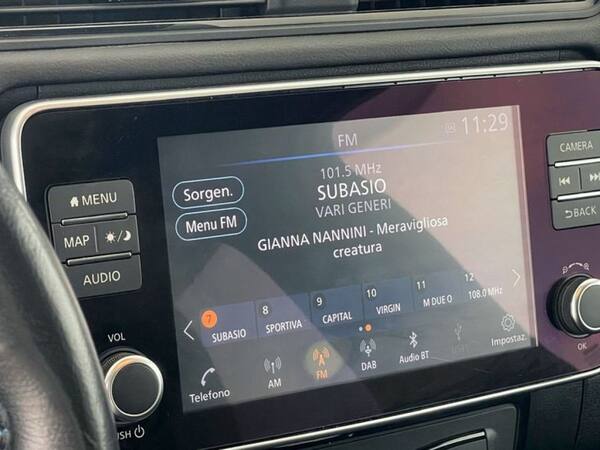 FM
11:29
101.5 MHz
SUBASIO
VARI GENERI
GIANNA NANNINI - Meravigliosa
creatura
Sorgen.
Menu FM
7
SUBASIO
8
SPORTIVA
9
CAPITAL
10
VIRGIN
11
M DUE O
12
108.0 MHz
Telefono
AM
FM
DAB
Audio BT
USB
Impostaz.
MENU
MAP
AUDIO
VOL
CAMERA
BACK
OK